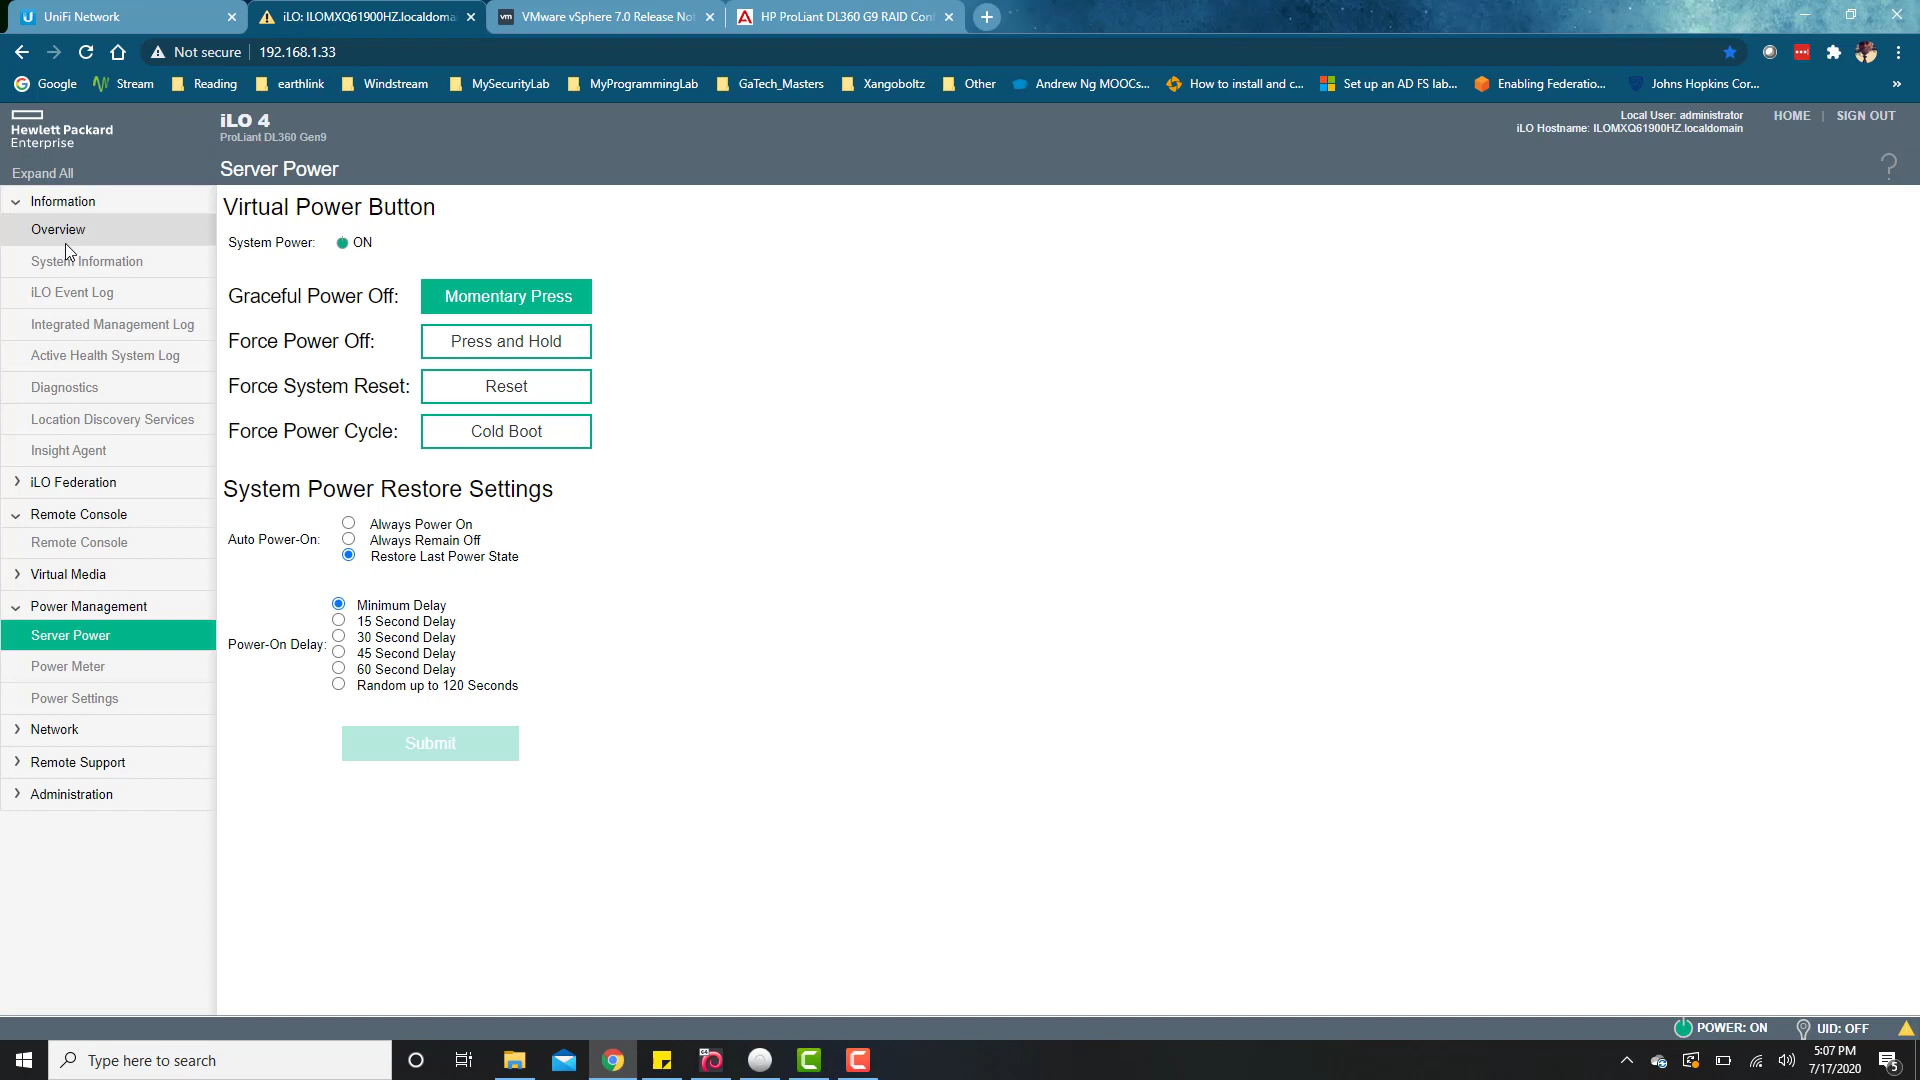 UniFi Network
iLO: ILOMXQ61900HZ.localdoma
VMware vSphere 7.0 Release Not
HP ProLiant DL360 G9 RAID Con
Not secure 192.168.1.33
Google Stream Reading earthlink Windstream MySecurityLab MyProgrammingLab GaTech_Masters Xangoboltz Other Andrew Ng MOOCs... How to install and c... Set up an AD FS lab... Enabling Federatio... Johns Hopkins Cor...
Hewlett Packard
Enterprise
iLO 4
ProLiant DL360 Gen9
Local User: administrator
iLO Hostname: ILOMXQ61900HZ.localdomain
HOME | SIGN OUT
Expand All
Server Power
Information
Overview
System Information
iLO Event Log
Integrated Management Log
Active Health System Log
Diagnostics
Location Discovery Services
Insight Agent
iLO Federation
Remote Console
Remote Console
Virtual Media
Power Management
Server Power
Power Meter
Power Settings
Network
Remote Support
Administration
Virtual Power Button
System Power: ON
Graceful Power Off: Momentary Press
Force Power Off: Press and Hold
Force System Reset: Reset
Force Power Cycle: Cold Boot
System Power Restore Settings
Auto Power-On:
Always Power On
Always Remain Off
Restore Last Power State
Power-On Delay:
Minimum Delay
15 Second Delay
30 Second Delay
45 Second Delay
60 Second Delay
Random up to 120 Seconds
Submit
POWER: ON UID: OFF
Type here to search
5:07 PM
7/17/2020
5